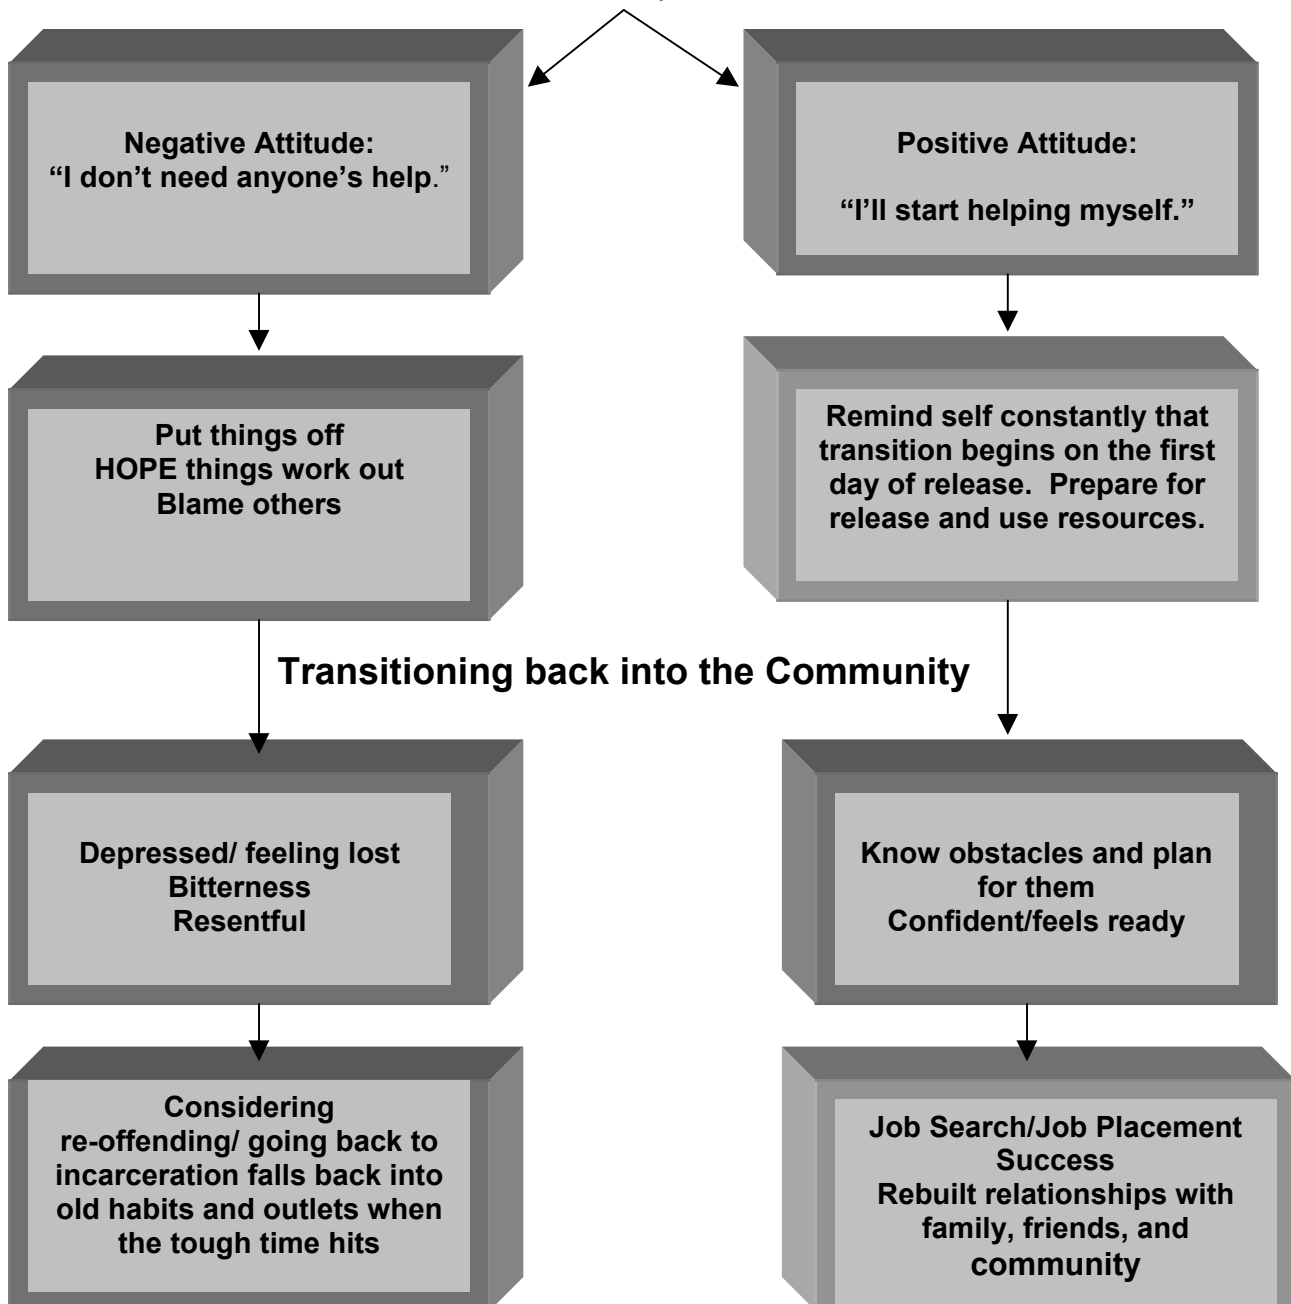 Negative Attitude:
“I don’t need anyone’s help.”
Positive Attitude:
“I’ll start helping myself.”
Put things off
HOPE things work out
Blame others
Remind self constantly that
transition begins on the first
day of release.  Prepare for
release and use resources.
Transitioning back into the Community
Depressed/ feeling lost
Bitterness
Resentful
Know obstacles and plan
for them
Confident/feels ready
Considering
re-offending/ going back to
incarceration falls back into
old habits and outlets when
the tough time hits
Job Search/Job Placement
Success
Rebuilt relationships with
family, friends, and
community